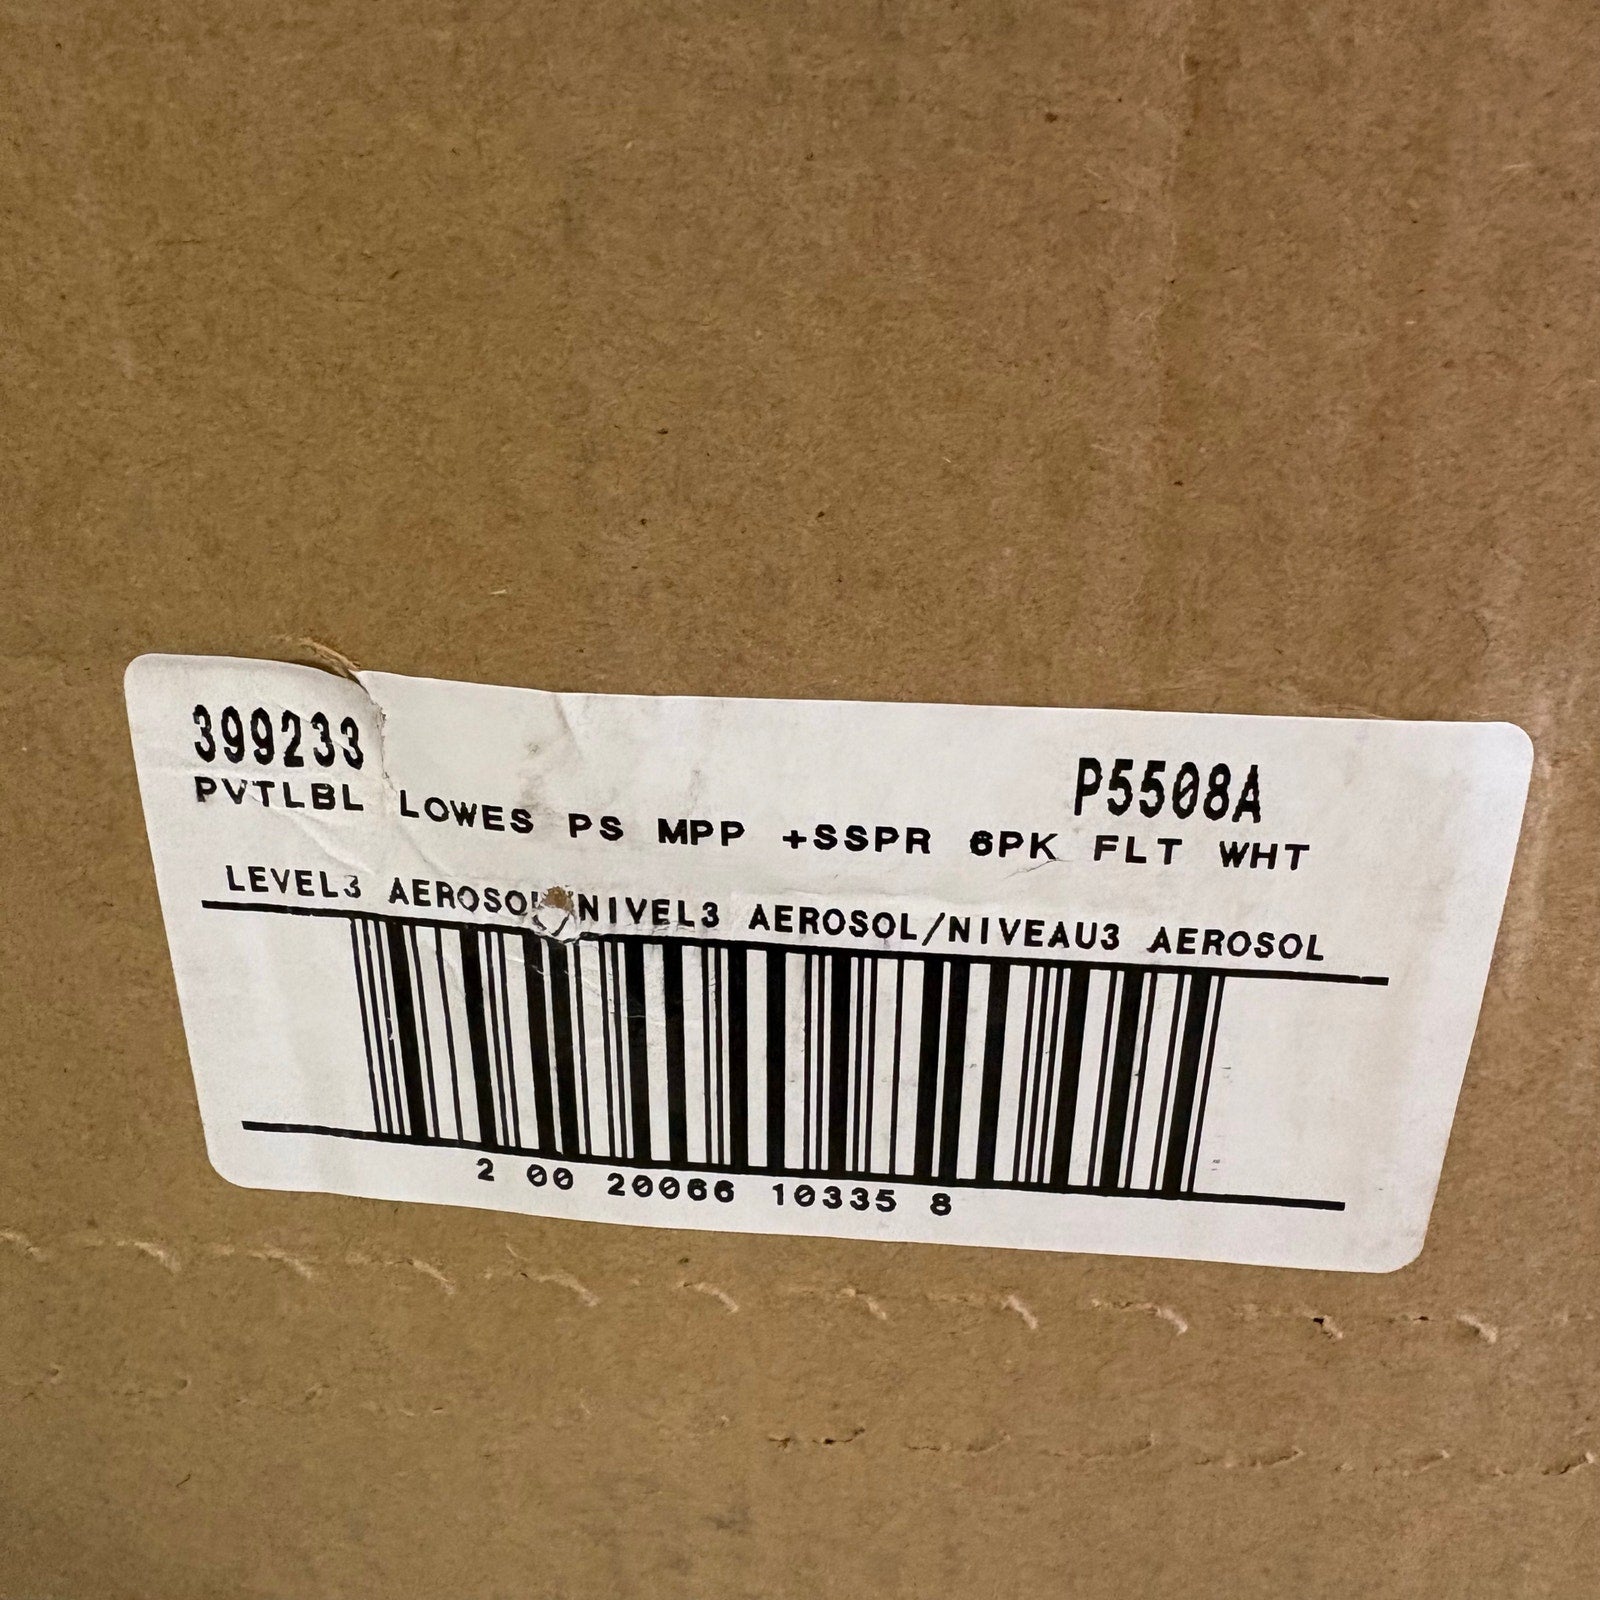 399233 P5508A
PVTLBL LOWES PS MPP +SSPR 6PK FLT WHT
LEVEL3 AEROSOL/NIVEL3 AEROSOL/NIVEAU3 AEROSOL
2 00 20066 10335 8